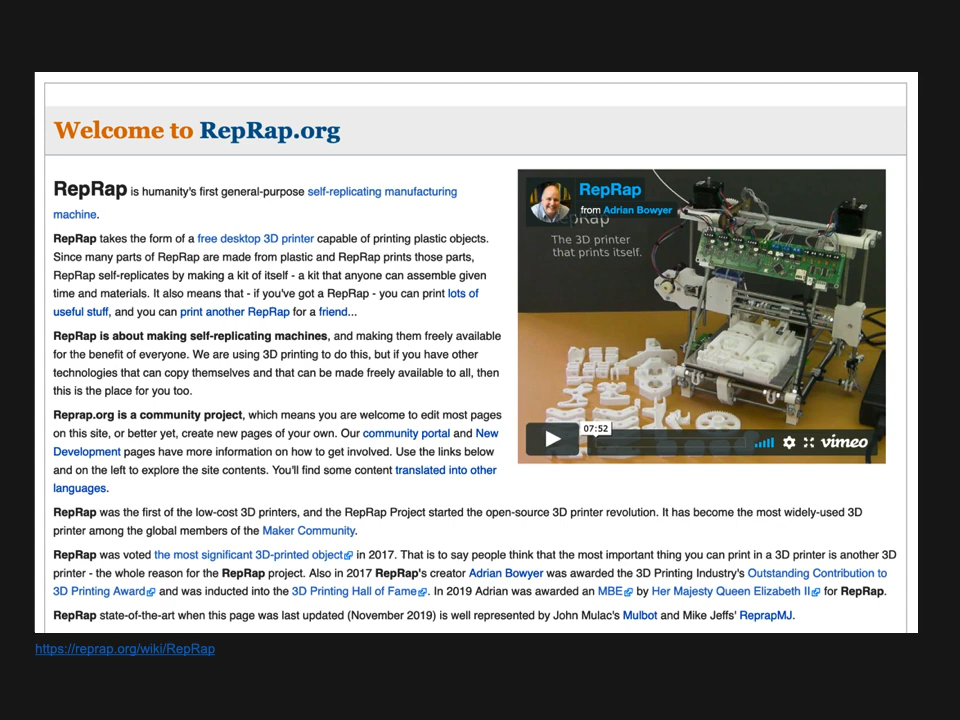 Welcome to RepRap.org
RepRap is humanity's first general-purpose self-replicating manufacturing
machine.
RepRap takes the form of a free desktop 3D printer capable of printing plastic objects.
Since many parts of RepRap are made from plastic and RepRap prints those parts,
RepRap self-replicates by making a kit of itself - a kit that anyone can assemble given
time and materials. It also means that - if you've got a RepRap - you can print lots of
useful stuff, and you can print another RepRap for a friend...
RepRap is about making self-replicating machines, and making them freely available
for the benefit of everyone. We are using 3D printing to do this, but if you have other
technologies that can copy themselves and that can be made freely available to all, then
this is the place for you too.
Reprap.org is a community project, which means you are welcome to edit most pages
on this site, or better yet, create new pages of your own. Our community portal and New
Development pages have more information on how to get involved. Use the links below
and on the left to explore the site contents. You'll find some content translated into other
languages.
RepRap
from Adrian Bowyer
RepRap
The 3D printer
that prints itself.
07:52
vimeo
RepRap was the first of the low-cost 3D printers, and the RepRap Project started the open-source 3D printer revolution. It has become the most widely-used 3D
printer among the global members of the Maker Community.
RepRap was voted the most significant 3D-printed object in 2017. That is to say people think that the most important thing you can print in a 3D printer is another 3D
printer - the whole reason for the RepRap project. Also in 2017 RepRap's creator Adrian Bowyer was awarded the 3D Printing Industry's Outstanding Contribution to
3D Printing Award and was inducted into the 3D Printing Hall of Fame. In 2019 Adrian was awarded an MBE by Her Majesty Queen Elizabeth II for RepRap.
RepRap state-of-the-art when this page was last updated (November 2019) is well represented by John Mulac's Mulbot and Mike Jeffs' ReprapMJ.
https://reprap.org/wiki/RepRap